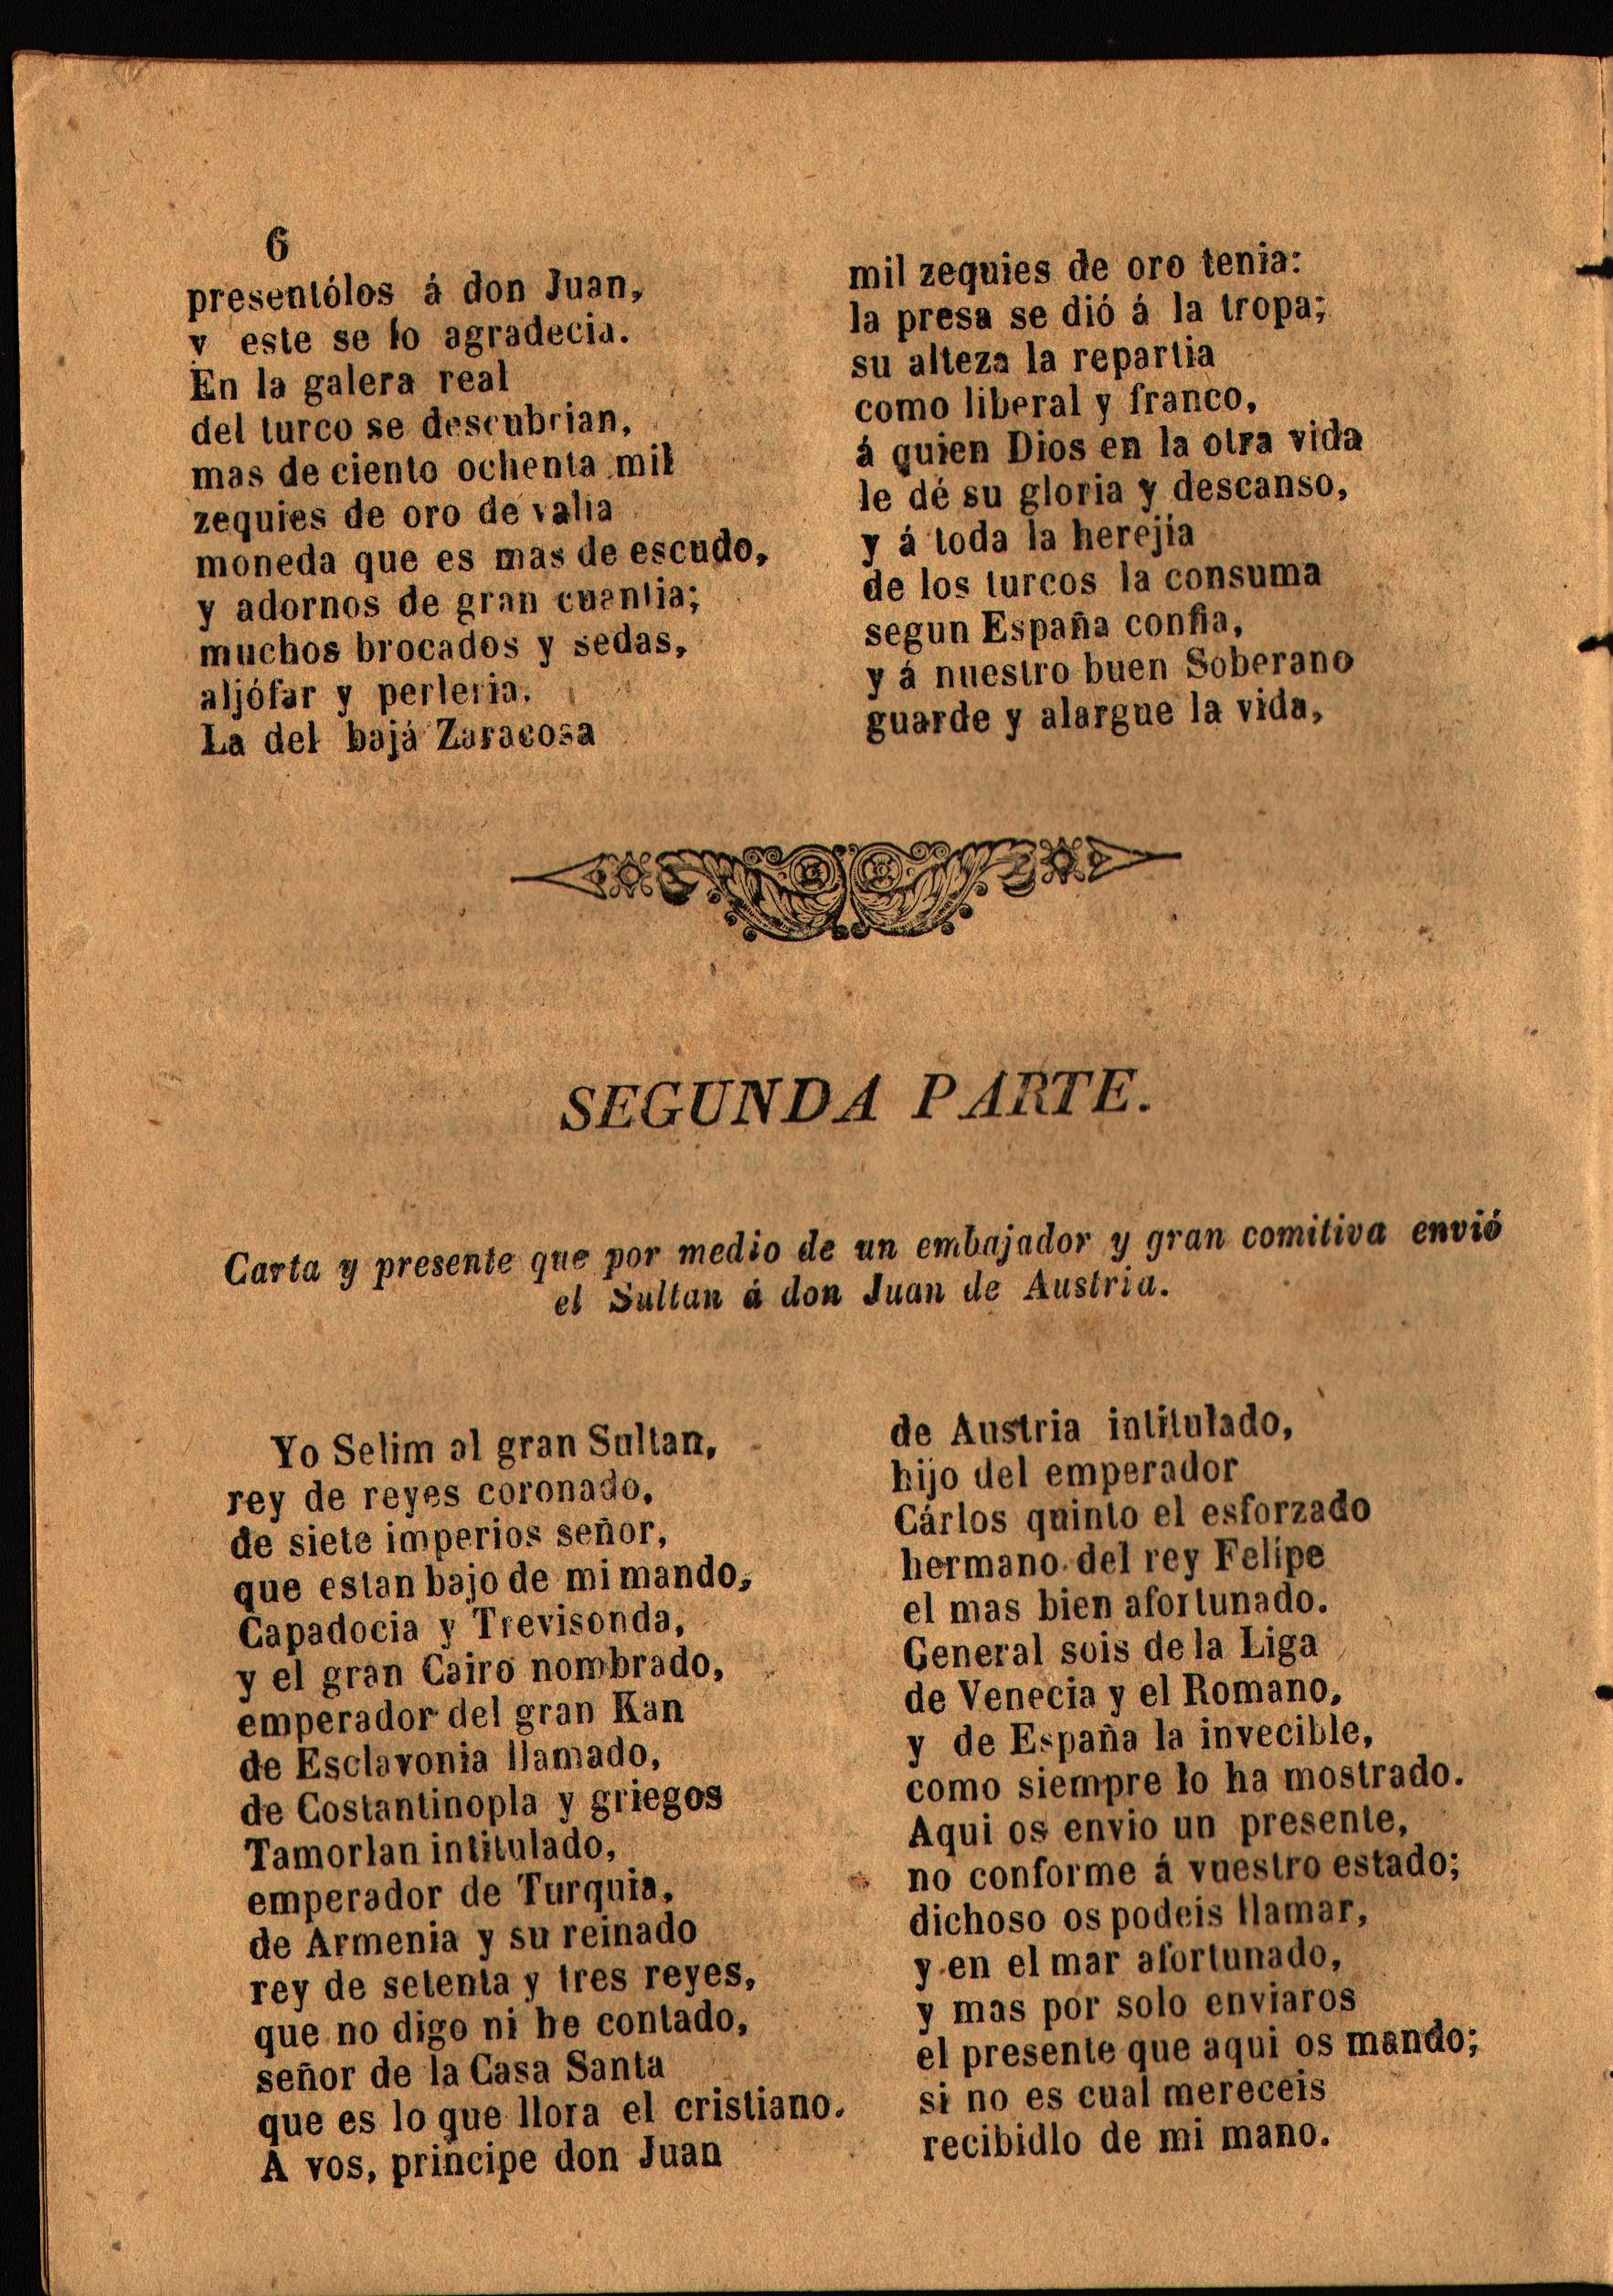 6
presentólos á don Juan,
y este se lo agradecia.
En la galera real
del turco se descubrian,
mas de ciento ochenta mil
zequies de oro de valia
moneda que es mas de escudo,
y adornos de gran cuantia;
muchos brocados y sedas,
aljófar y perleria.
La del bajá Zaracosa
mil zequies de oro tenia:
la presa se dió á la tropa;
su alteza la repartia
como liberal y franco,
á quien Dios en la otra vida
le dé su gloria y descanso,
y á toda la herejía
de los turcos la consuma
segun España confia,
y á nuestro buen Soberano
guarde y alargue la vida,
SEGUNDA PARTE.
Carta y presente que por medio de un embajador y gran comitiva envió
el Sultan á don Juan de Austria.
Yo Selim al gran Sultan,
rey de reyes coronado,
de siete imperios señor,
que estan bajo de mi mando,
Capadocia y Trevisonda,
y el gran Cairo nombrado,
emperador del gran Kan
de Esclavonia llamado,
de Costantinopla y griegos
Tamorlan intitulado,
emperador de Turquia,
de Armenia y su reinado
rey de setenta y tres reyes,
que no digo ni he contado,
señor de la Casa Santa
que es lo que llora el cristiano.
A vos, príncipe don Juan
de Austria intitulado,
hijo del emperador
Cárlos quinto el esforzado
hermano del rey Felipe
el mas bien afortunado.
General sois de la Liga
de Venecia y el Romano,
y de España la invecible,
como siempre lo ha mostrado.
Aqui os envio un presente,
no conforme á vuestro estado;
dichoso os podeis llamar,
y en el mar afortunado,
y mas por solo enviaros
el presente que aqui os mando;
si no es cual mereceis
recibidlo de mi mano.